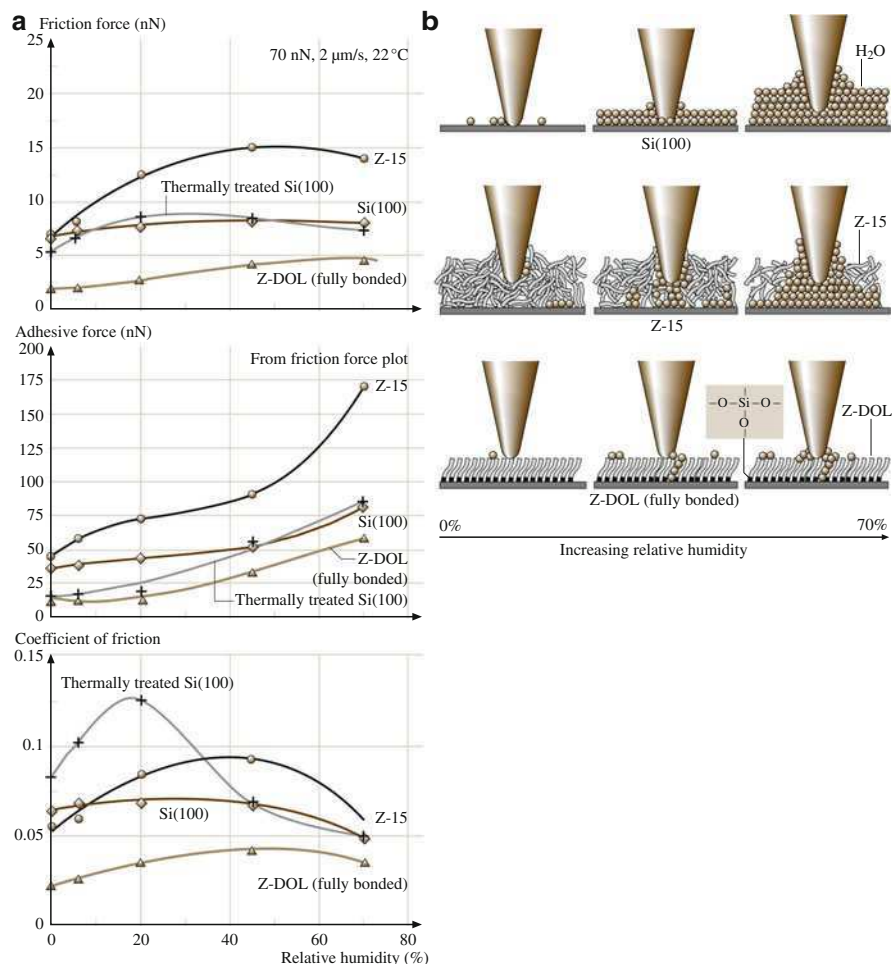 a
Friction force (nN)
70 nN, 2 µm/s, 22 °C
25
20
15
10
5
0
Z-15
Thermally treated Si(100)
Si(100)
Z-DOL (fully bonded)
Adhesive force (nN)
200
175
150
125
100
75
50
25
0
From friction force plot
Z-15
Si(100)
Z-DOL
(fully bonded)
Thermally treated Si(100)
Coefficient of friction
0.15
0.1
0.05
0
Thermally treated Si(100)
Si(100)
Z-15
Z-DOL (fully bonded)
0
20
40
60
80
Relative humidity (%)
b
H2O
Si(100)
Z-15
Z-15
–O–Si–O–
O
Z-DOL
Z-DOL (fully bonded)
0%
70%
Increasing relative humidity